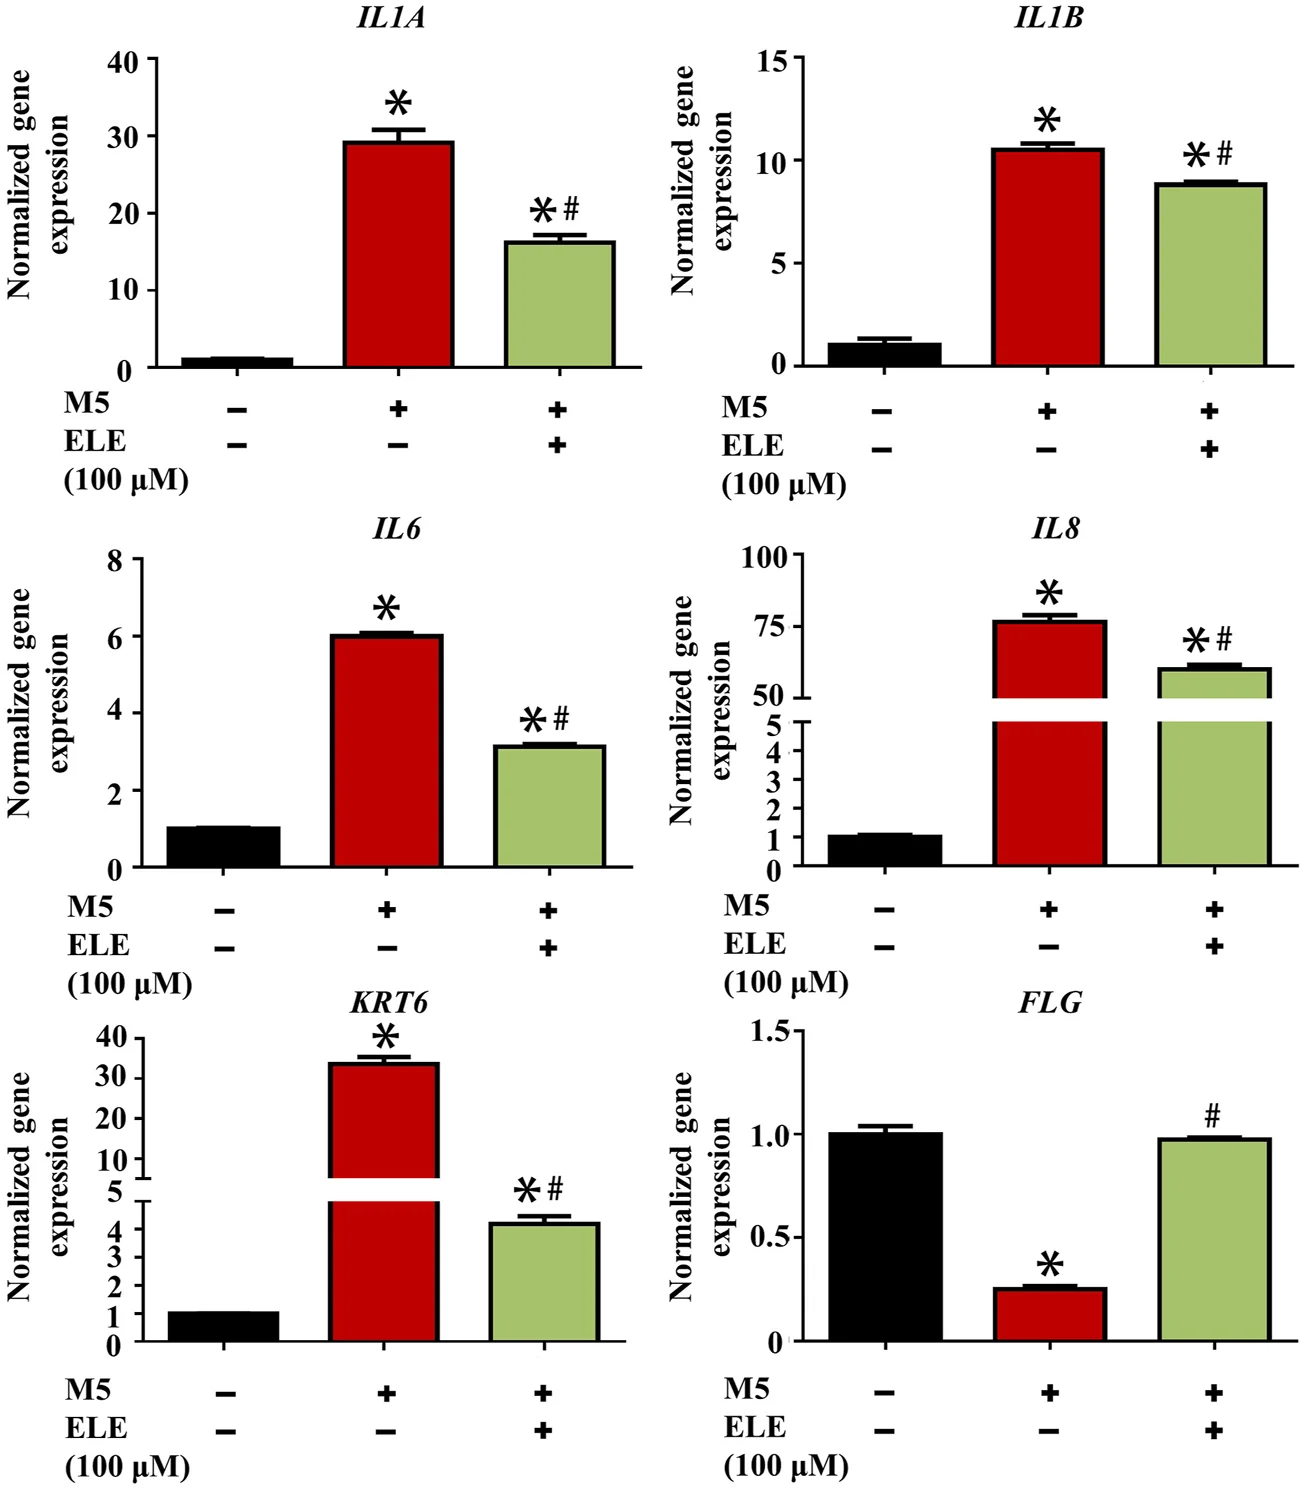 IL1A
Normalized gene
expression
40
30
20
10
0
*
* #
M5 – + +
ELE – – +
(100 μM)
IL1B
Normalized gene
expression
15
10
5
0
*
* #
M5 – + +
ELE – – +
(100 μM)
IL6
Normalized gene
expression
8
6
4
2
0
*
* #
M5 – + +
ELE – – +
(100 μM)
IL8
Normalized gene
expression
100
75
50
5
4
3
2
1
0
*
* #
M5 – + +
ELE – – +
(100 μM)
KRT6
Normalized gene
expression
40
30
20
10
5
4
3
2
1
0
*
* #
M5 – + +
ELE – – +
(100 μM)
FLG
Normalized gene
expression
1.5
1.0
0.5
0
*
#
M5 – + +
ELE – – +
(100 μM)